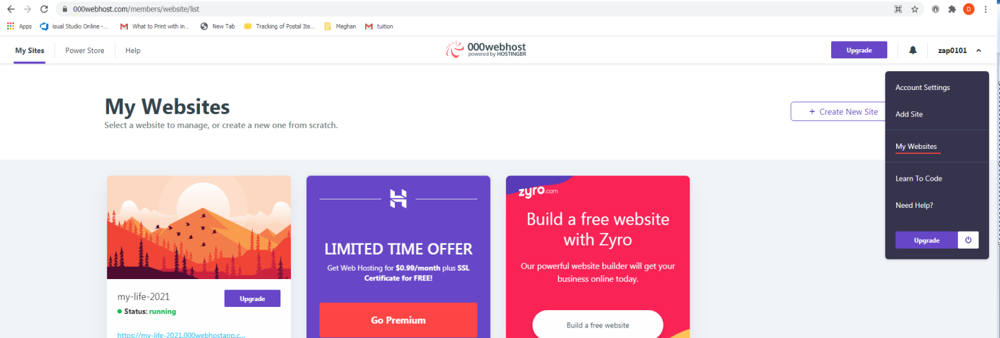 000webhost.com/members/website/list
Apps isual Studio Online -... What to Print with in... New Tab Tracking of Postal Ite... Meghan tuition
My Sites Power Store Help 000webhost Upgrade zap0101
powered by HOSTINGER
D
Account Settings
My Websites
+ Create New Site
Add Site
Select a website to manage, or create a new one from scratch.
My Websites
Learn To Code
Need Help?
Upgrade
zyro.com
Build a free website
with Zyro
LIMITED TIME OFFER
Get Web Hosting for $0.99/month plus SSL
Certificate for FREE!
Our powerful website builder will get your
business online today.
my-life-2021 Upgrade
Status: running
Go Premium
Build a free website
https://my-life-2021.000webhostapp.c...